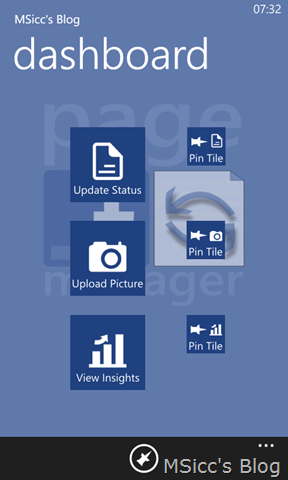 07:32
MSicc's Blog
dashboard
page
Update Status
Pin Tile
Upload Picture
Pin Tile
manager
View Insights
Pin Tile
MSicc's Blog